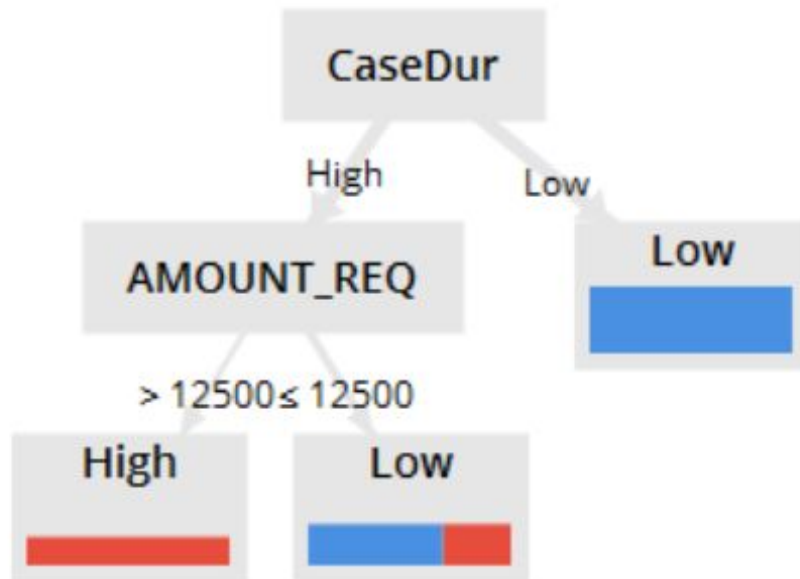 CaseDur
High
Low
AMOUNT_REQ
Low
> 12500
≤ 12500
High
Low